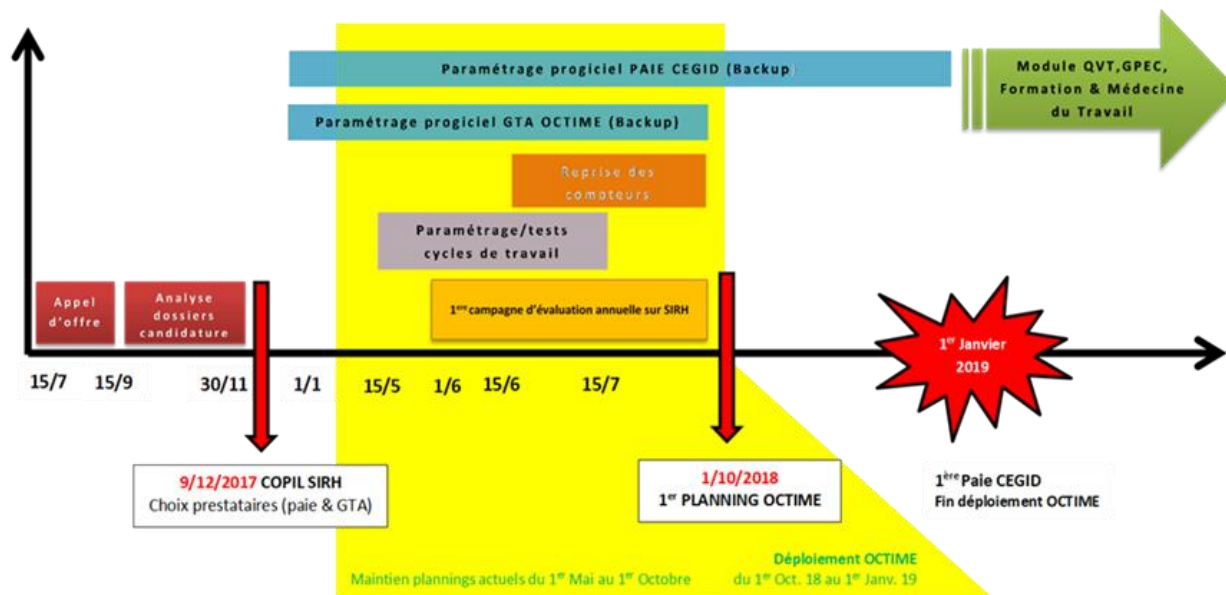 Paramétrage progiciel PAIE CEGID (Backup)
Module QVT,GPEC,
Formation & Médecine
du Travail
Paramétrage progiciel GTA OCTIME (Backup)
Reprise des
compteurs
Paramétrage/tests
cycles de travail
Appel
d'offre
Analyse
dossiers
candidature
1ere campagne d'évaluation annuelle sur SIRH
1er Janvier
2019
15/7
15/9
30/11
1/1
15/5
1/6
15/6
15/7
9/12/2017 COPIL SIRH
Choix prestataires (paie & GTA)
1/10/2018
1er PLANNING OCTIME
1ère Paie CEGID
Fin déploiement OCTIME
Maintien plannings actuels du 1er Mai au 1er Octobre
Déploiement OCTIME
du 1er Oct. 18 au 1er Janv. 19